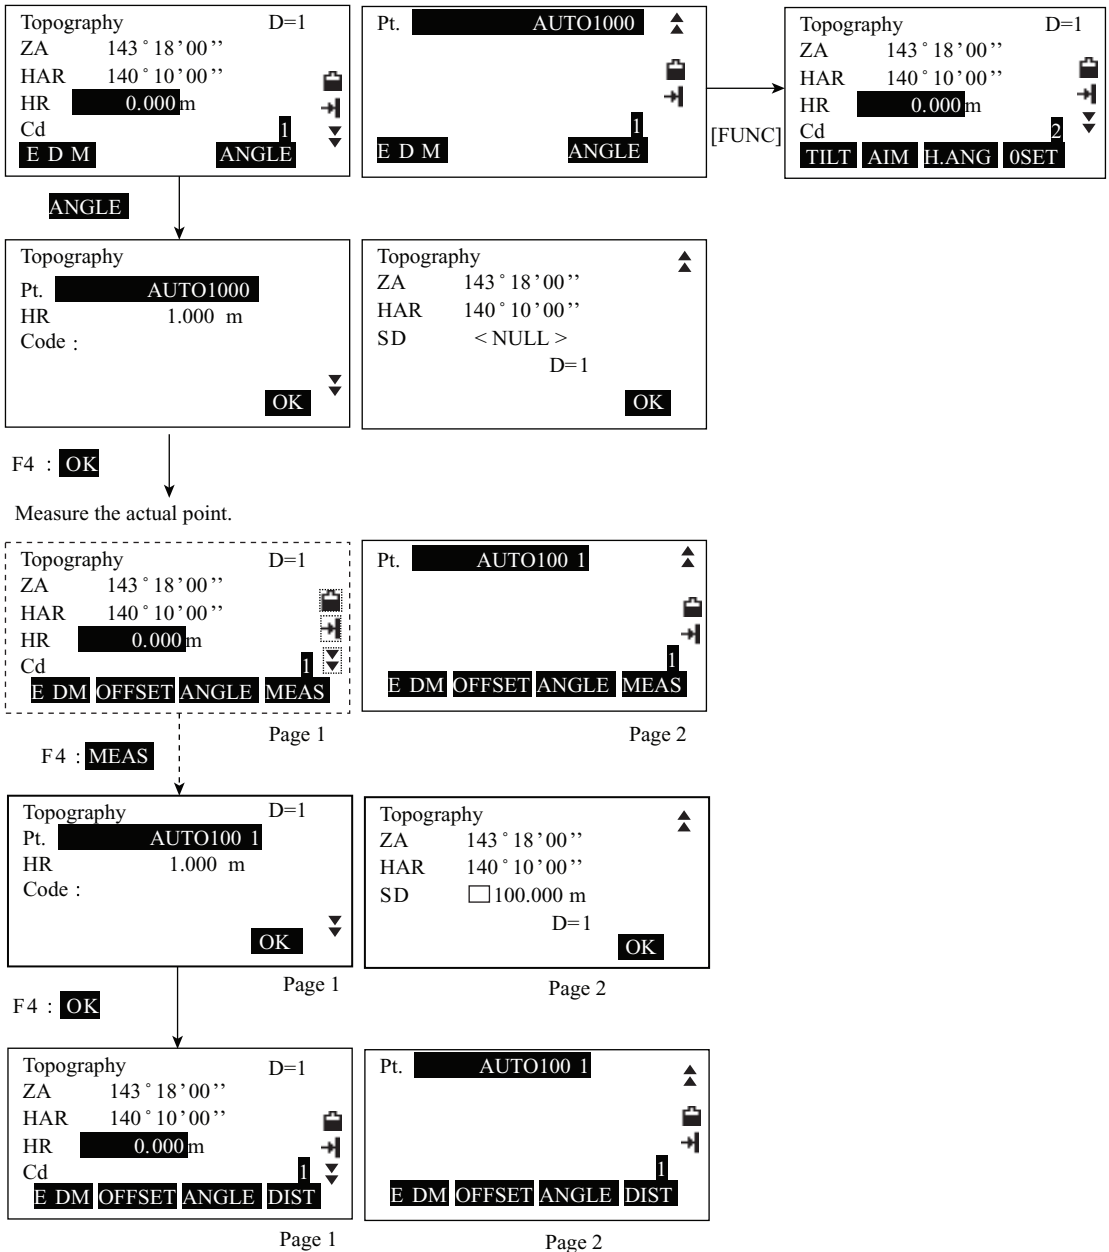 Topography D=1
ZA 143°18’00’’
HAR 140°10’00’’
HR 0.000 m
Cd 1
E D M ANGLE
Pt. AUTO1000
1
E D M ANGLE
[FUNC]
Topography D=1
ZA 143°18’00’’
HAR 140°10’00’’
HR 0.000 m
Cd 2
TILT AIM H.ANG 0SET
ANGLE
Topography
Pt. AUTO1000
HR 1.000 m
Code :
OK
Topography
ZA 143°18’00’’
HAR 140°10’00’’
SD < NULL >
D=1
OK
F4 : OK
Measure the actual point.
Topography D=1
ZA 143°18’00’’
HAR 140°10’00’’
HR 0.000 m
Cd 1
E DM OFFSET ANGLE MEAS
Page 1
Pt. AUTO100 1
1
E DM OFFSET ANGLE MEAS
Page 2
F4 : MEAS
Topography D=1
Pt. AUTO100 1
HR 1.000 m
Code :
OK
Page 1
Topography
ZA 143°18’00’’
HAR 140°10’00’’
SD 100.000 m
D=1
OK
Page 2
F4 : OK
Topography D=1
ZA 143°18’00’’
HAR 140°10’00’’
HR 0.000 m
Cd 1
E DM OFFSET ANGLE DIST
Page 1
Pt. AUTO100 1
1
E DM OFFSET ANGLE DIST
Page 2